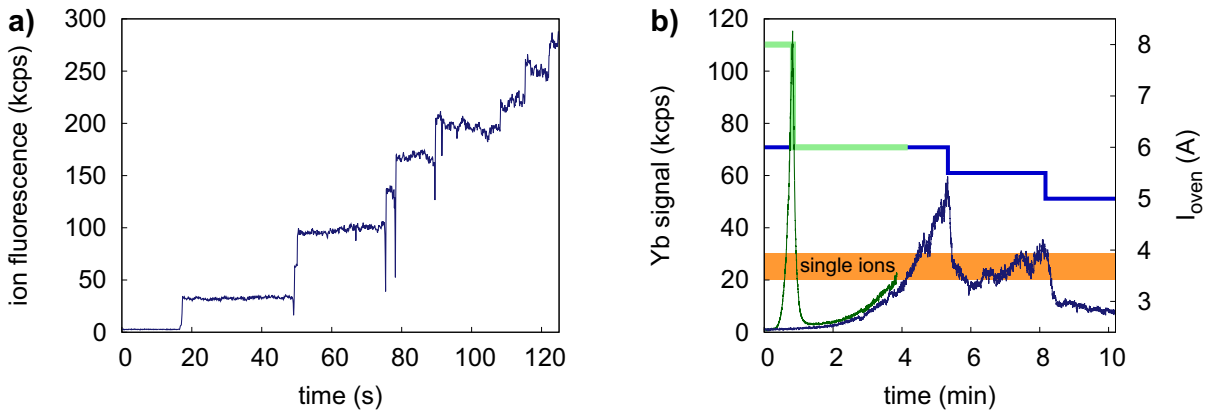 a)
ion fluorescence (kcps)
300
250
200
150
100
50
0
0 20 40 60 80 100 120
time (s)
b)
Yb signal (kcps)
120
100
80
60
40
20
0
single ions
8
7
6
5
4
3
I_oven (A)
0 2 4 6 8 10
time (min)